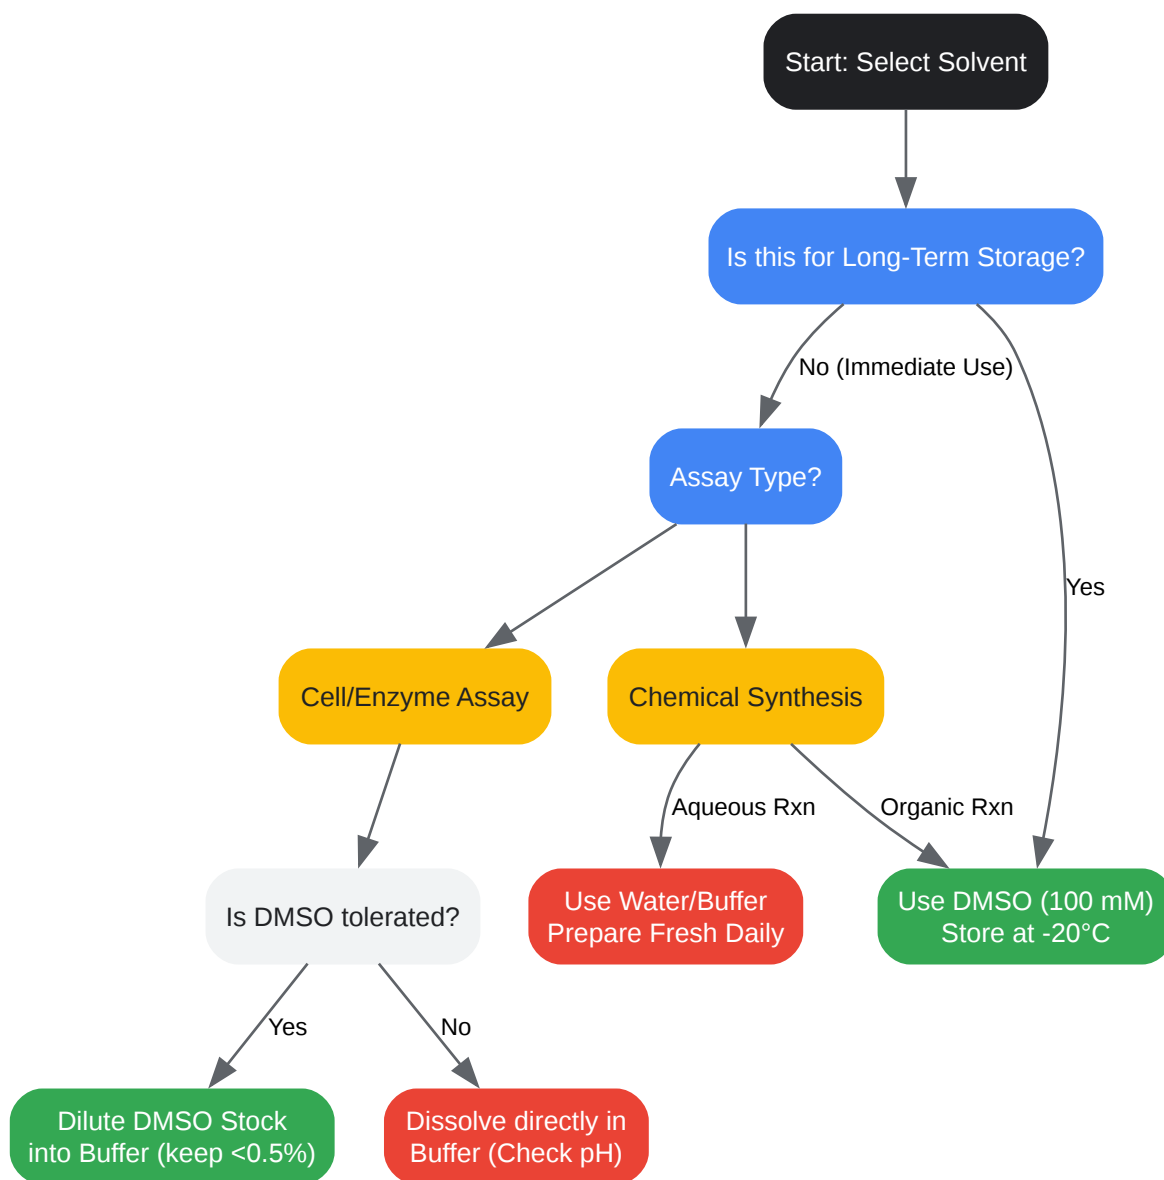 Start: Select Solvent
Is this for Long-Term Storage?
No (Immediate Use)
Assay Type?
Yes
Cell/Enzyme Assay
Chemical Synthesis
Aqueous Rxn
Organic Rxn
Is DMSO tolerated?
Use Water/Buffer
Prepare Fresh Daily
Use DMSO (100 mM)
Store at -20°C
Yes
No
Dilute DMSO Stock
into Buffer (keep <0.5%)
Dissolve directly in
Buffer (Check pH)